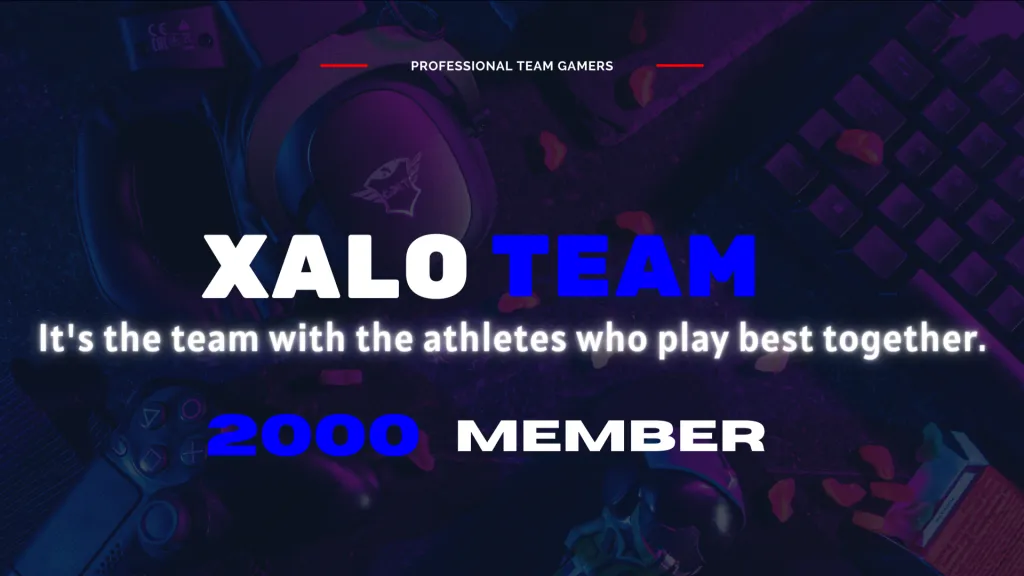 PROFESSIONAL TEAM GAMERS
XALO TEAM
It's the team with the athletes who play best together.
2000 MEMBER